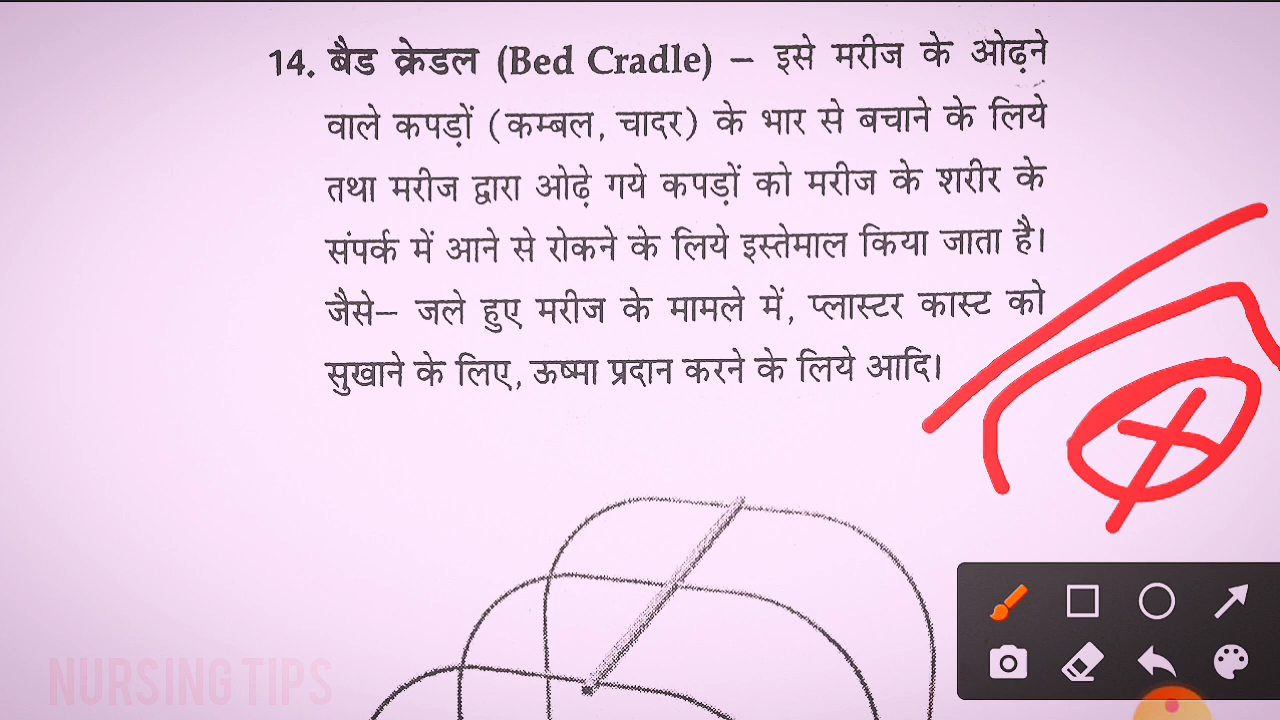 14. बैड क्रेडल (Bed Cradle) – इसे मरीज के ओढ़ने
वाले कपड़ों (कम्बल, चादर) के भार से बचाने के लिये
तथा मरीज द्वारा ओढ़े गये कपड़ों को मरीज के शरीर के
संपर्क में आने से रोकने के लिये इस्तेमाल किया जाता है।
जैसे– जले हुए मरीज के मामले में, प्लास्टर कास्ट को
सुखाने के लिए, ऊष्मा प्रदान करने के लिये आदि।
NURSING TIPS